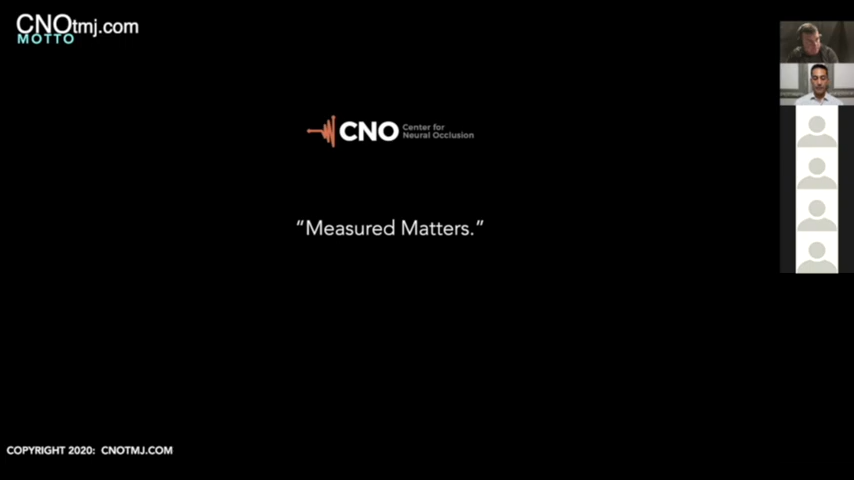 CNOtmj.com
MOTTO
CNO Center for
Neural Occlusion
“Measured Matters.”
COPYRIGHT 2020: CNOTMJ.COM